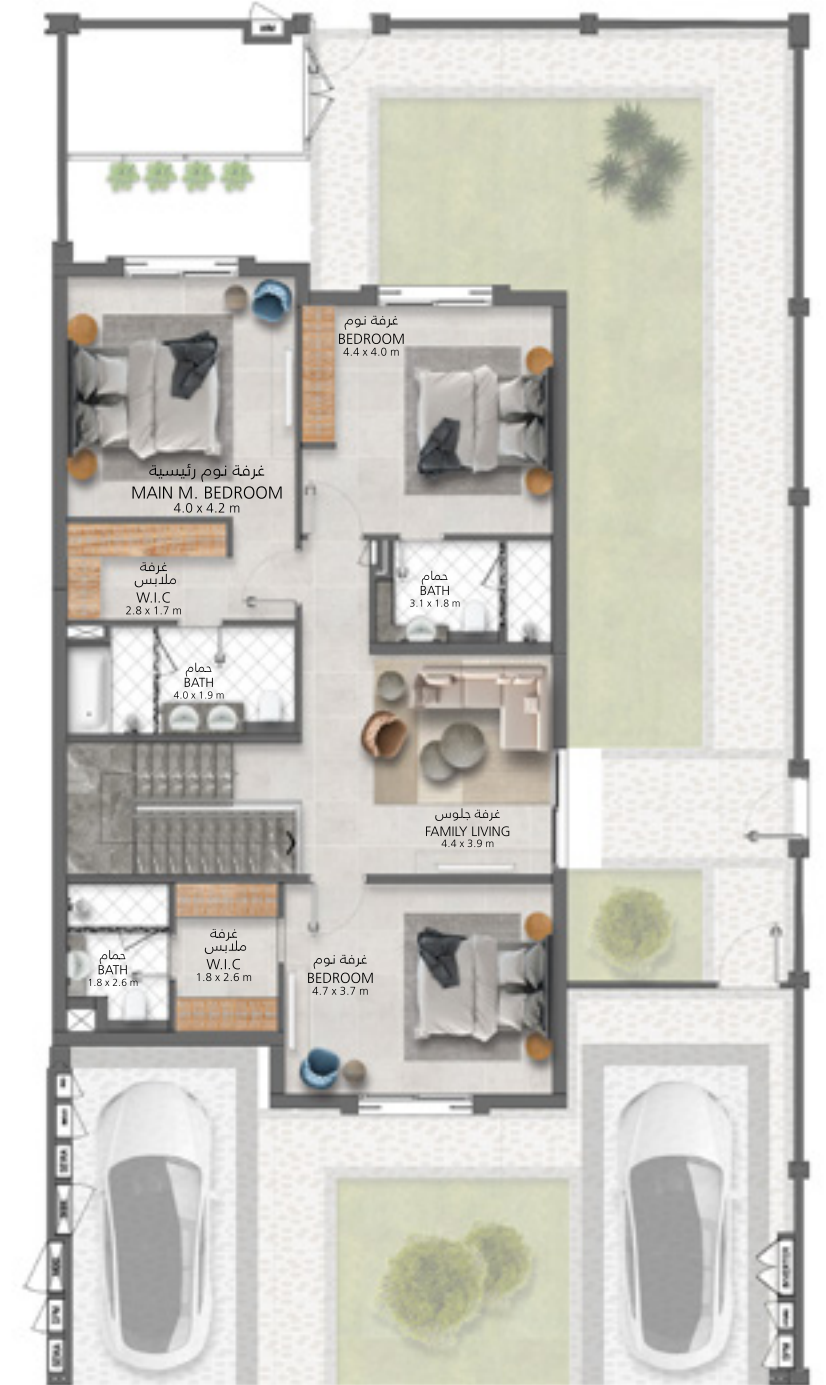 غرفة نوم
BEDROOM
4.4 x 4.0 m
غرفة نوم رئيسية
MAIN M. BEDROOM
4.0 x 4.2 m
غرفة
ملابس
W.I.C
2.8 x 1.7 m
حمام
BATH
3.1 x 1.8 m
حمام
BATH
4.0 x 1.9 m
غرفة جلوس
FAMILY LIVING
4.4 x 3.9 m
غرفة
ملابس
W.I.C
1.8 x 2.6 m
حمام
BATH
1.8 x 2.6 m
غرفة نوم
BEDROOM
4.7 x 3.7 m